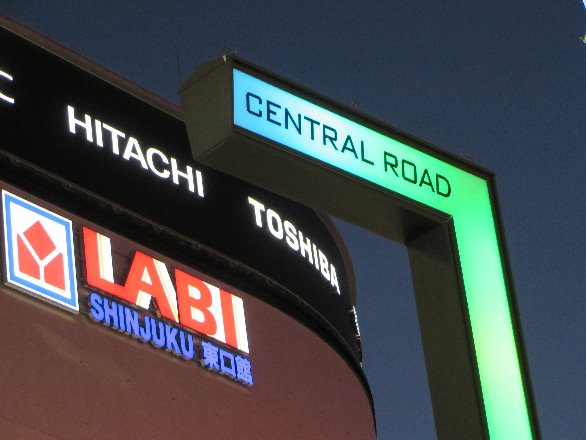 CENTRAL ROAD
HITACHI
TOSHIBA
LABI
SHINJUKU 東口館